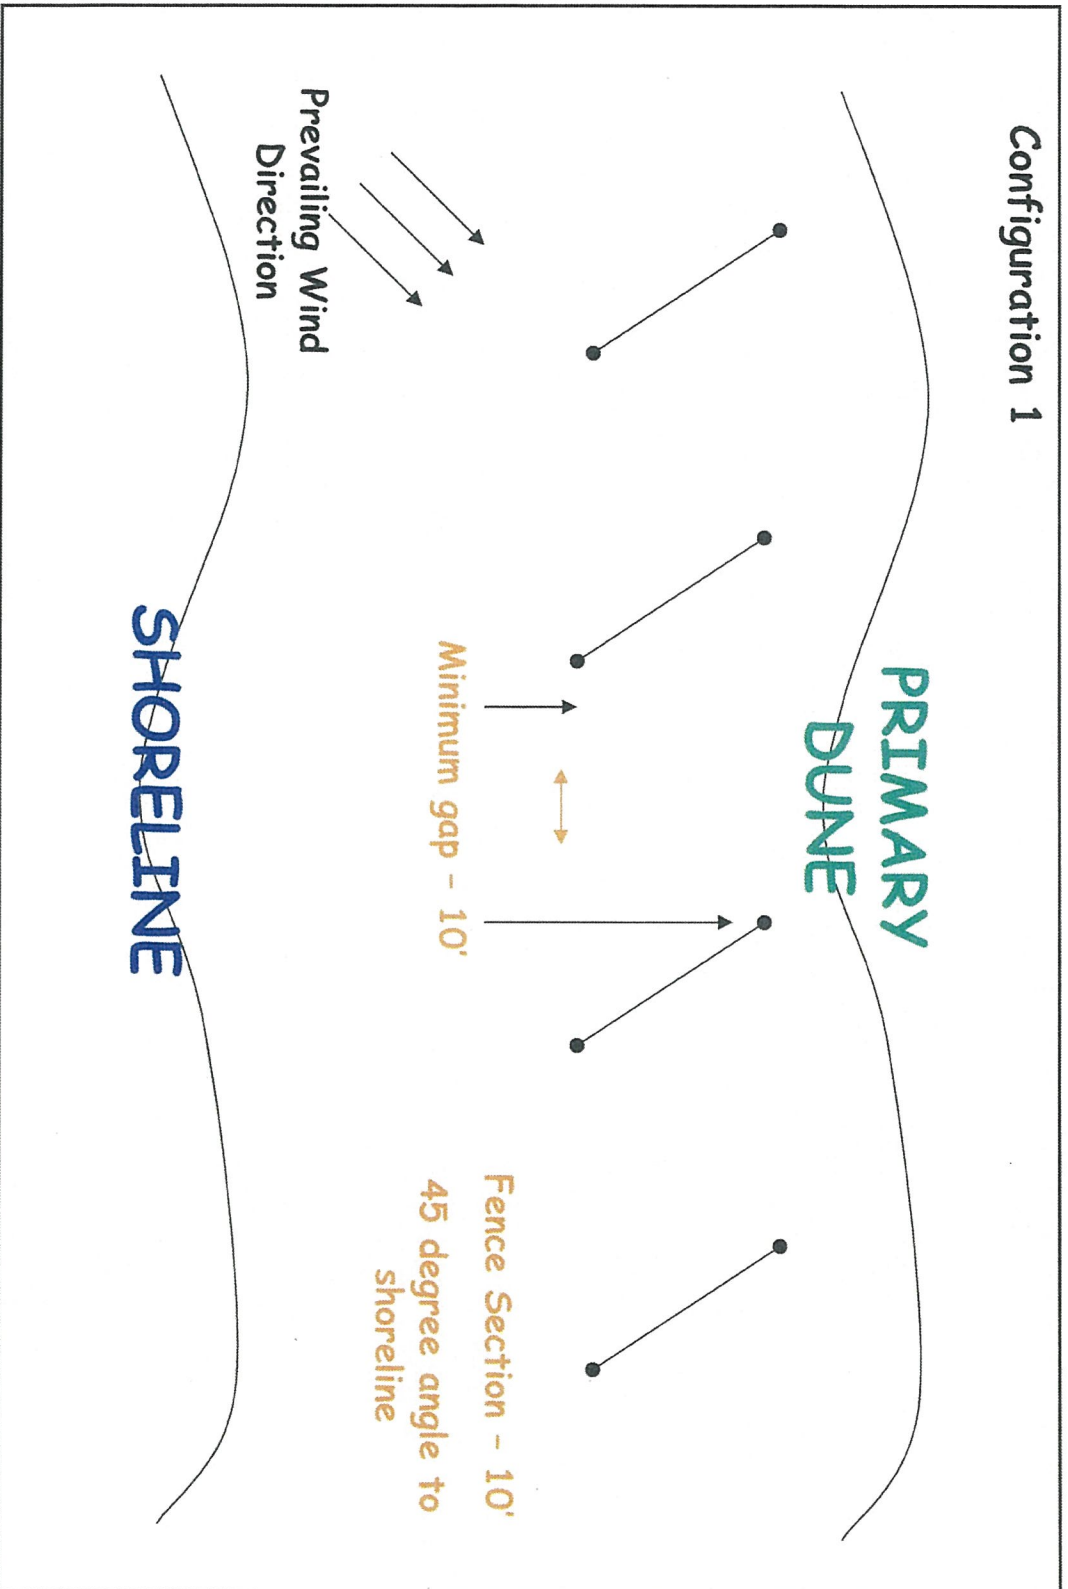 Configuration 1
PRIMARY
DUNE
Minimum gap - 10'
Fence Section - 10'
45 degree angle to
shoreline
Prevailing Wind
Direction
SHORELINE